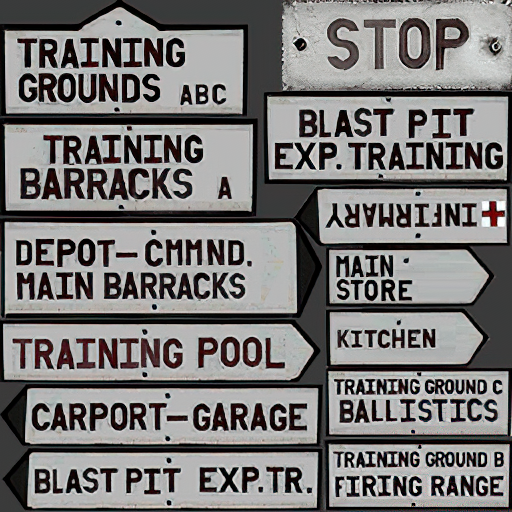 TRAINING
GROUNDS ABC
TRAINING
BARRACKS A
DEPOT-CMMND.
MAIN BARRACKS
TRAINING POOL
CARPORT-GARAGE
BLAST PIT EXP.TR.
STOP
BLAST PIT
EXP. TRAINING
INFIRMARY
MAIN
STORE
KITCHEN
TRAINING GROUND C
BALLISTICS
TRAINING GROUND B
FIRING RANGE